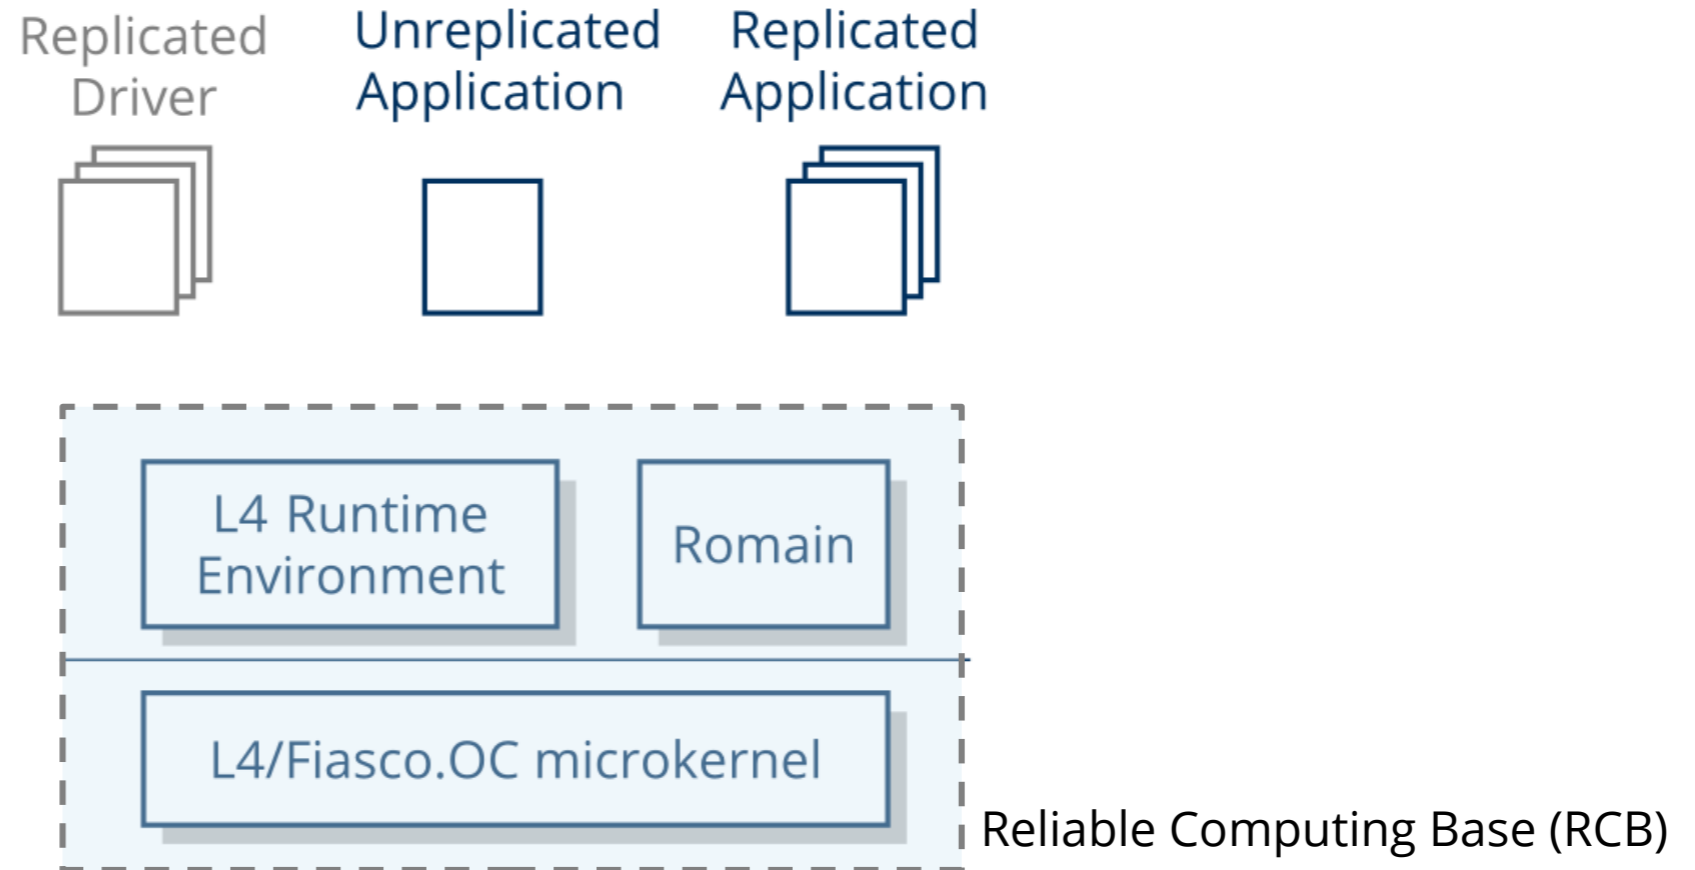 Replicated
Driver
Unreplicated
Application
Replicated
Application
L4 Runtime
Environment
Romain
L4/Fiasco.OC microkernel
Reliable Computing Base (RCB)